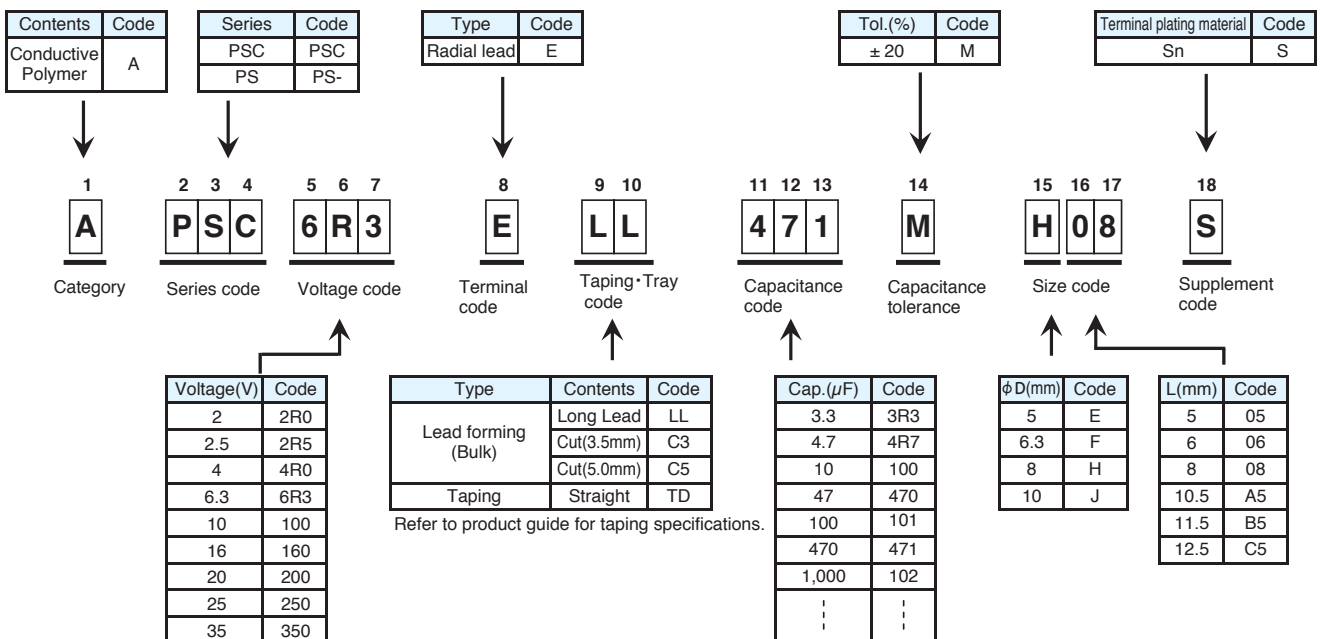 Contents Code
Conductive Polymer A
Series Code
PSC PSC
PS PS-
Type Code
Radial lead E
Tol.(%) Code
± 20 M
Terminal plating material Code
Sn S
1 2 3 4 5 6 7 8 9 10 11 12 13 14 15 16 17 18
A P S C 6 R 3 E L L 4 7 1 M H 0 8 S
Category
Series code
Voltage code
Terminal code
Taping・Tray code
Capacitance code
Capacitance tolerance
Size code
Supplement code
Voltage(V) Code
2 2R0
2.5 2R5
4 4R0
6.3 6R3
10 100
16 160
20 200
25 250
35 350
Type Contents Code
Lead forming (Bulk) Long Lead LL
Cut(3.5mm) C3
Cut(5.0mm) C5
Taping Straight TD
Refer to product guide for taping specifications.
Cap.(μF) Code
3.3 3R3
4.7 4R7
10 100
47 470
100 101
470 471
1,000 102
φD(mm) Code
5 E
6.3 F
8 H
10 J
L(mm) Code
5 05
6 06
8 08
10.5 A5
11.5 B5
12.5 C5